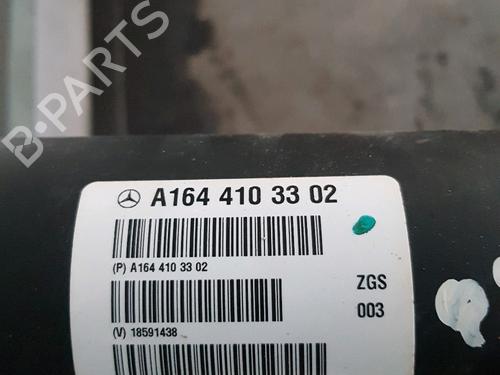 B-PARTS
A164 410 33 02
(P) A164 410 33 02
ZGS
003
(V) 18591438